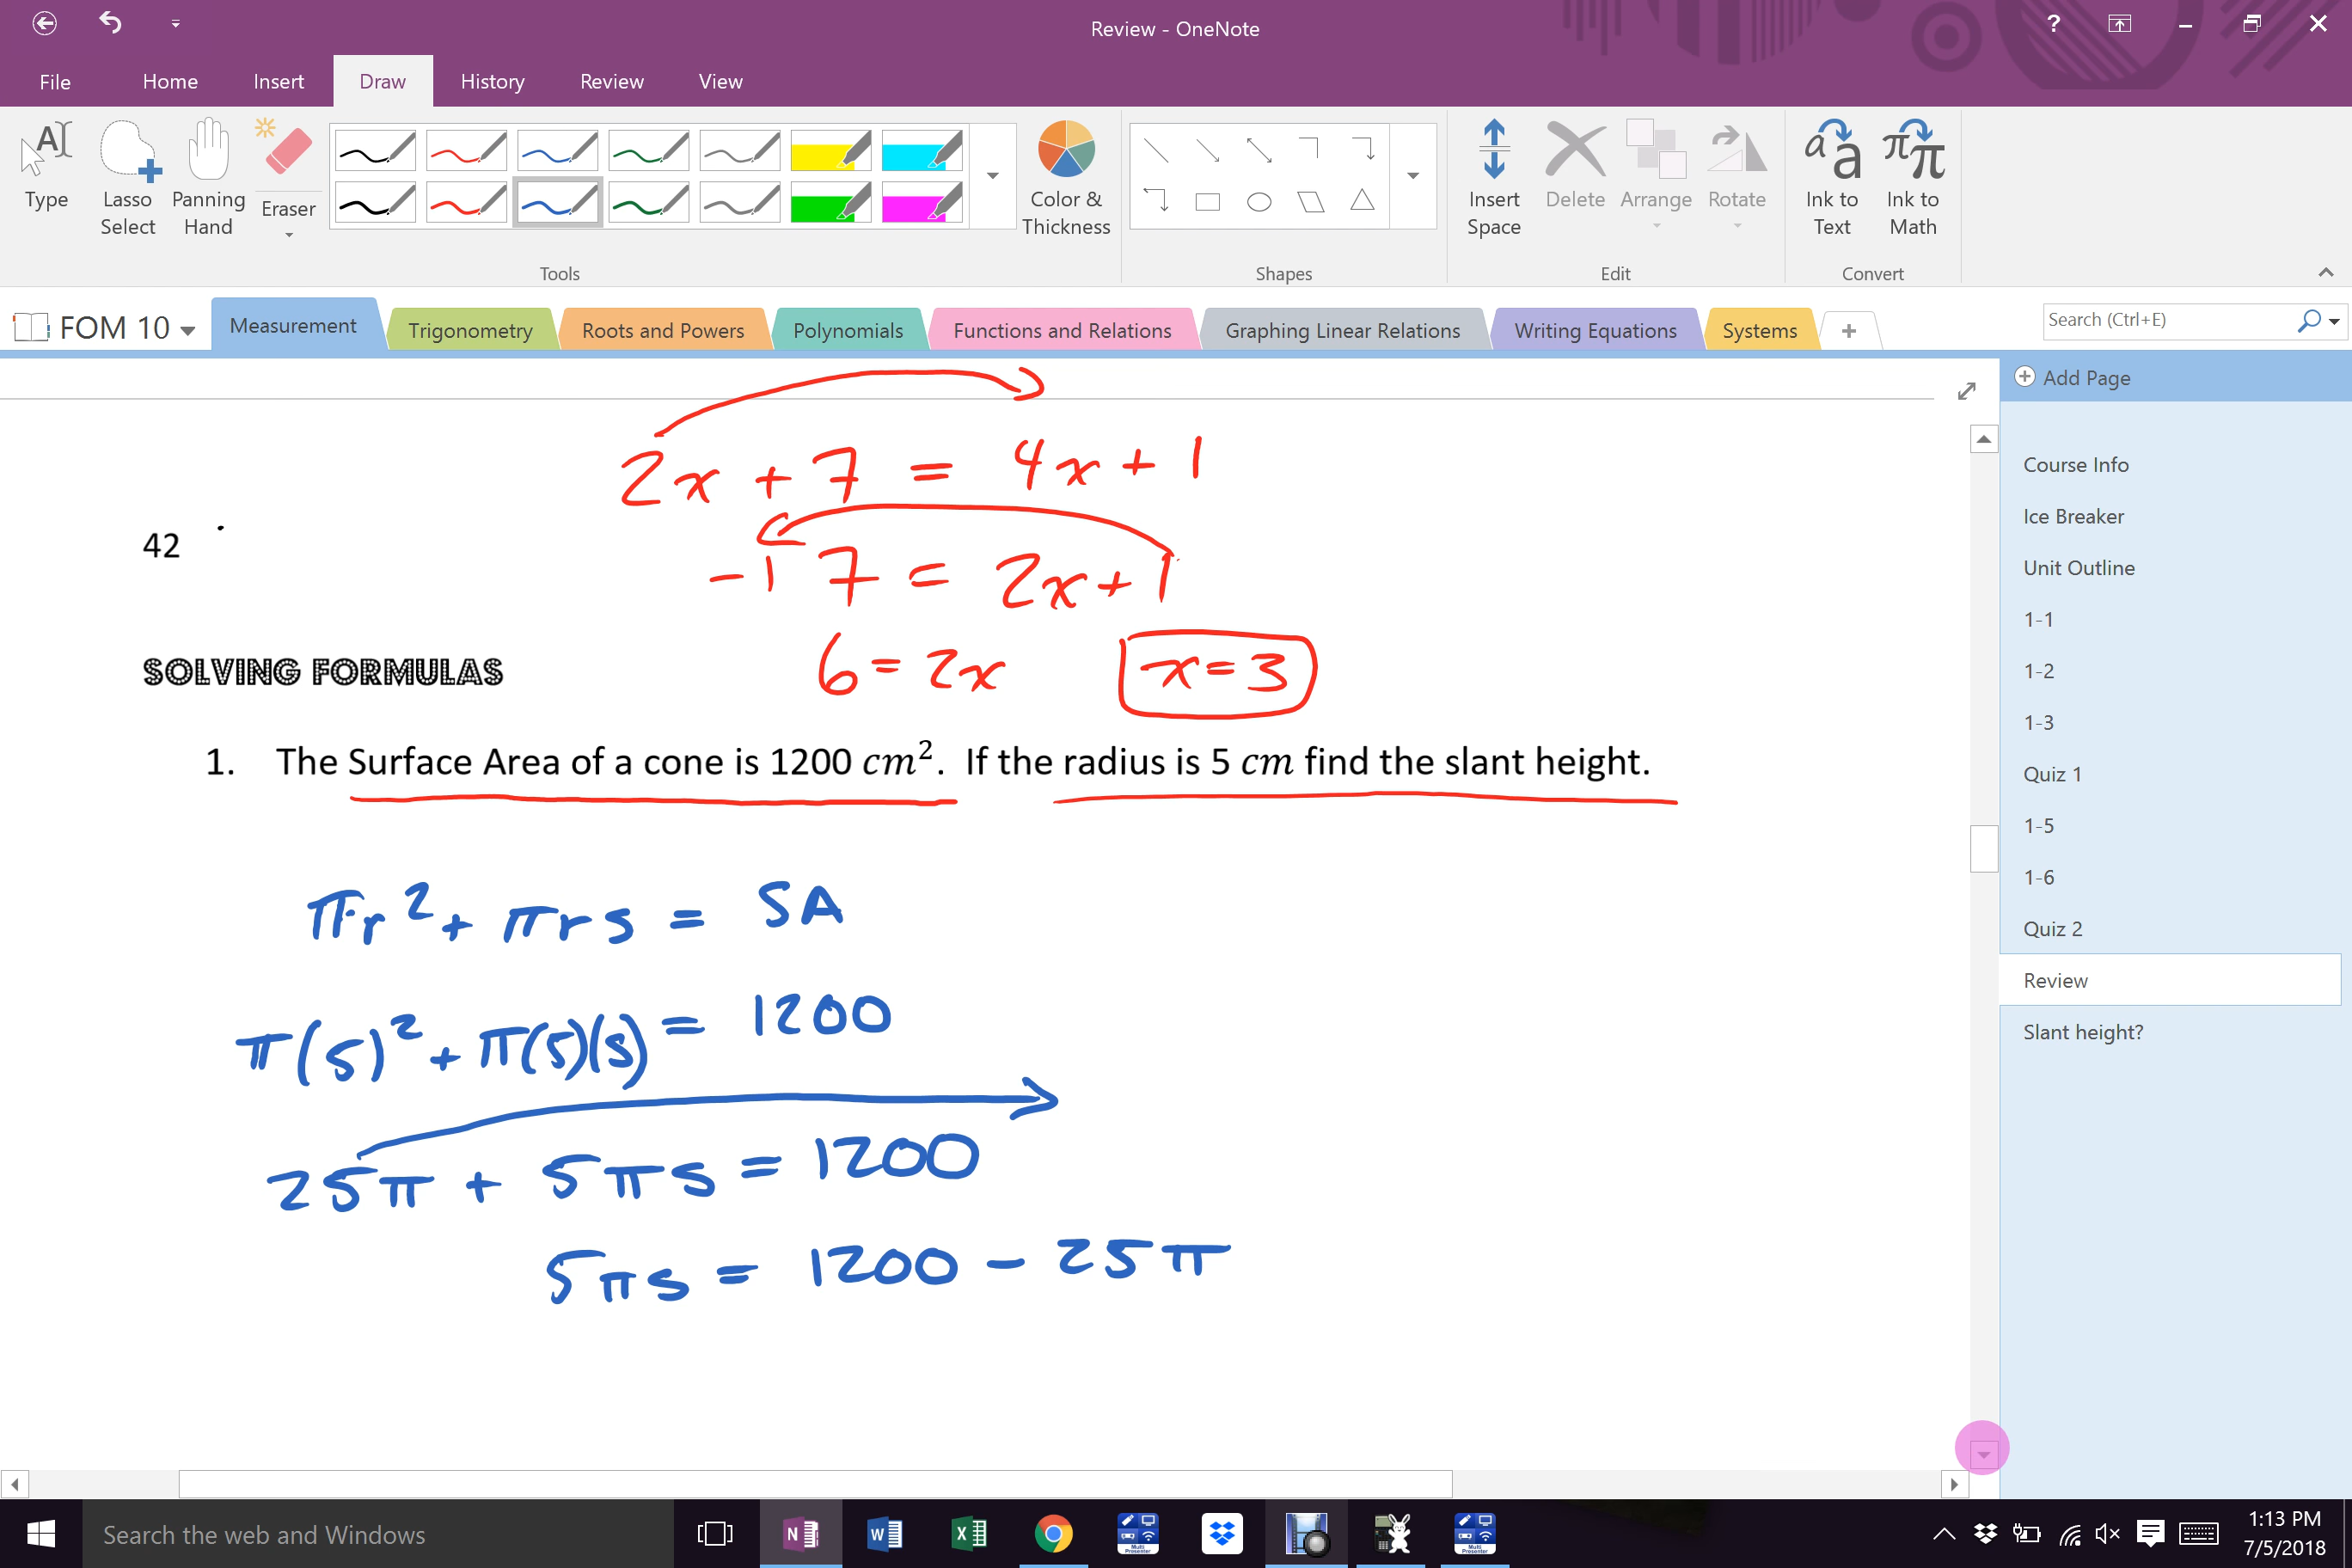 Review - OneNote
File Home Insert Draw History Review View
Type Lasso Select Panning Hand Eraser Color & Thickness Insert Space Delete Arrange Rotate Ink to Text Ink to Math
Tools Shapes Edit Convert
FOM 10 Measurement Trigonometry Roots and Powers Polynomials Functions and Relations Graphing Linear Relations Writing Equations Systems + Search (Ctrl+E)
Add Page
Course Info
Ice Breaker
Unit Outline
1-1
1-2
1-3
Quiz 1
1-5
1-6
Quiz 2
Review
Slant height?
2x + 7 = 4x + 1
42
-1 7 = 2x + 1
6 = 2x x = 3
SOLVING FORMULAS
1. The Surface Area of a cone is 1200 cm². If the radius is 5 cm find the slant height.
πr² + πrs = SA
π(5)² + π(5)(s) = 1200
25π + 5πs = 1200
5πs = 1200 - 25π
Search the web and Windows
1:13 PM
7/5/2018